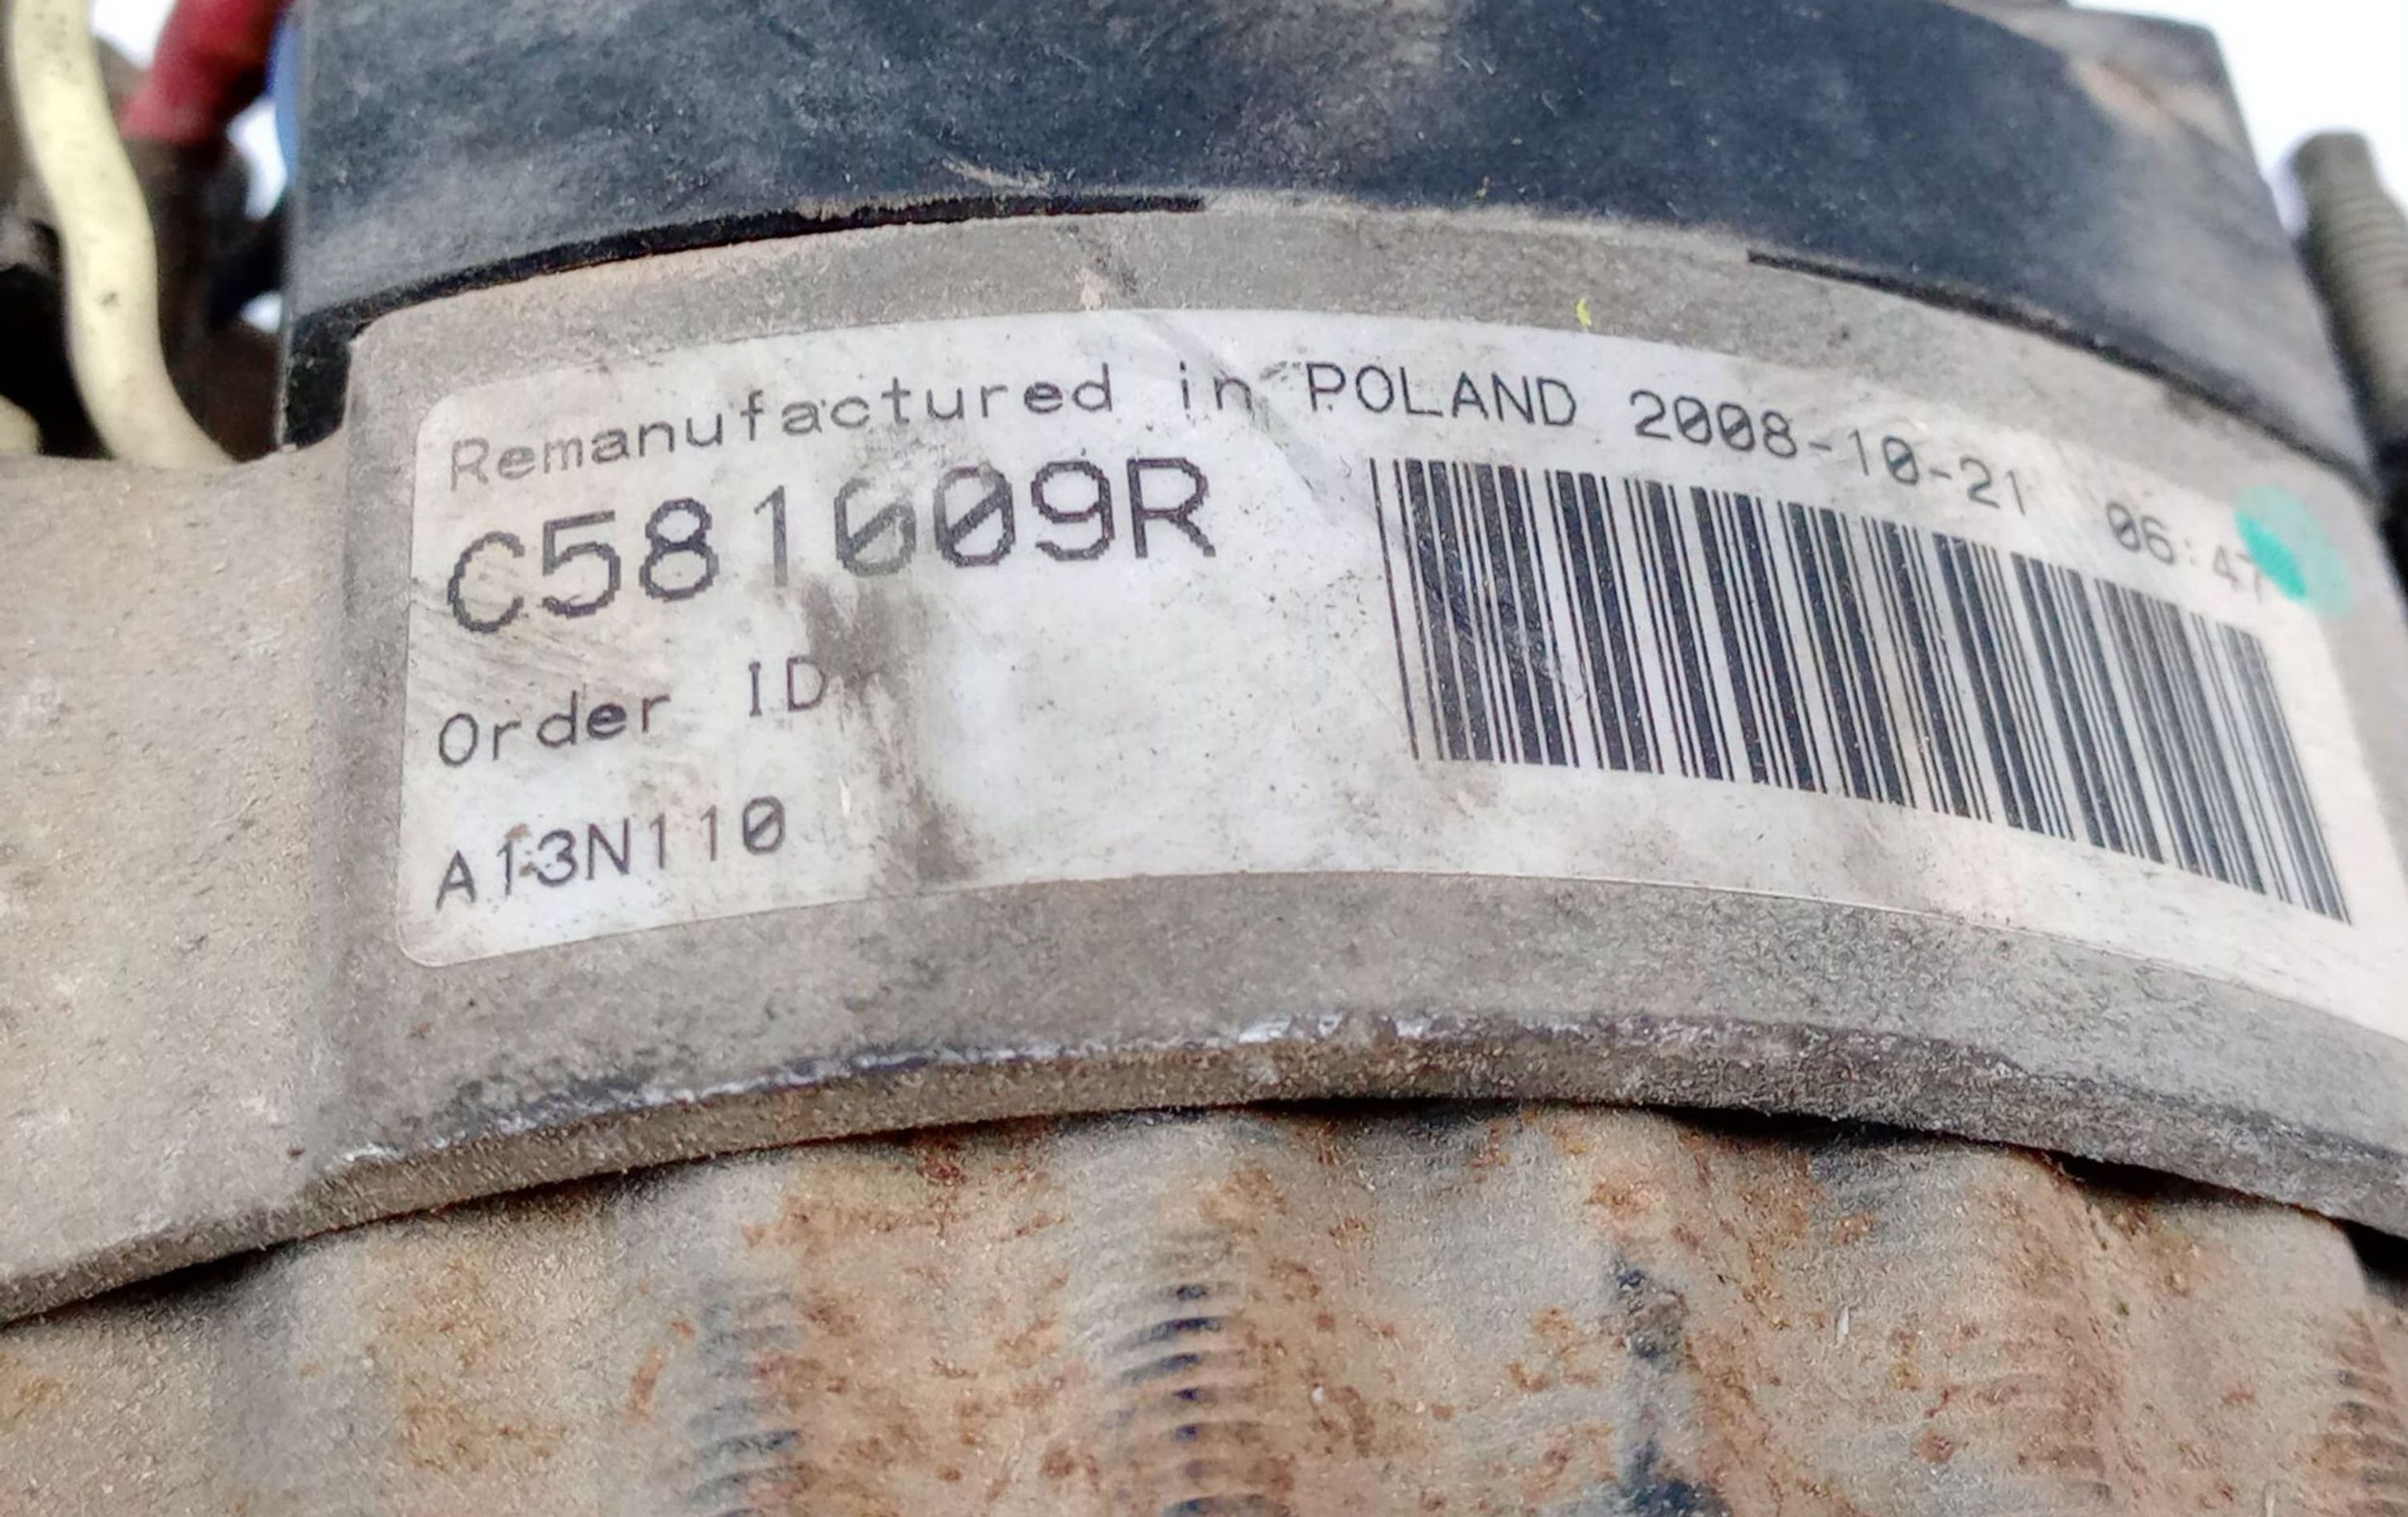 Remanufactured in POLAND 2008-10-21 06:47
C581009R
Order ID
A13N110